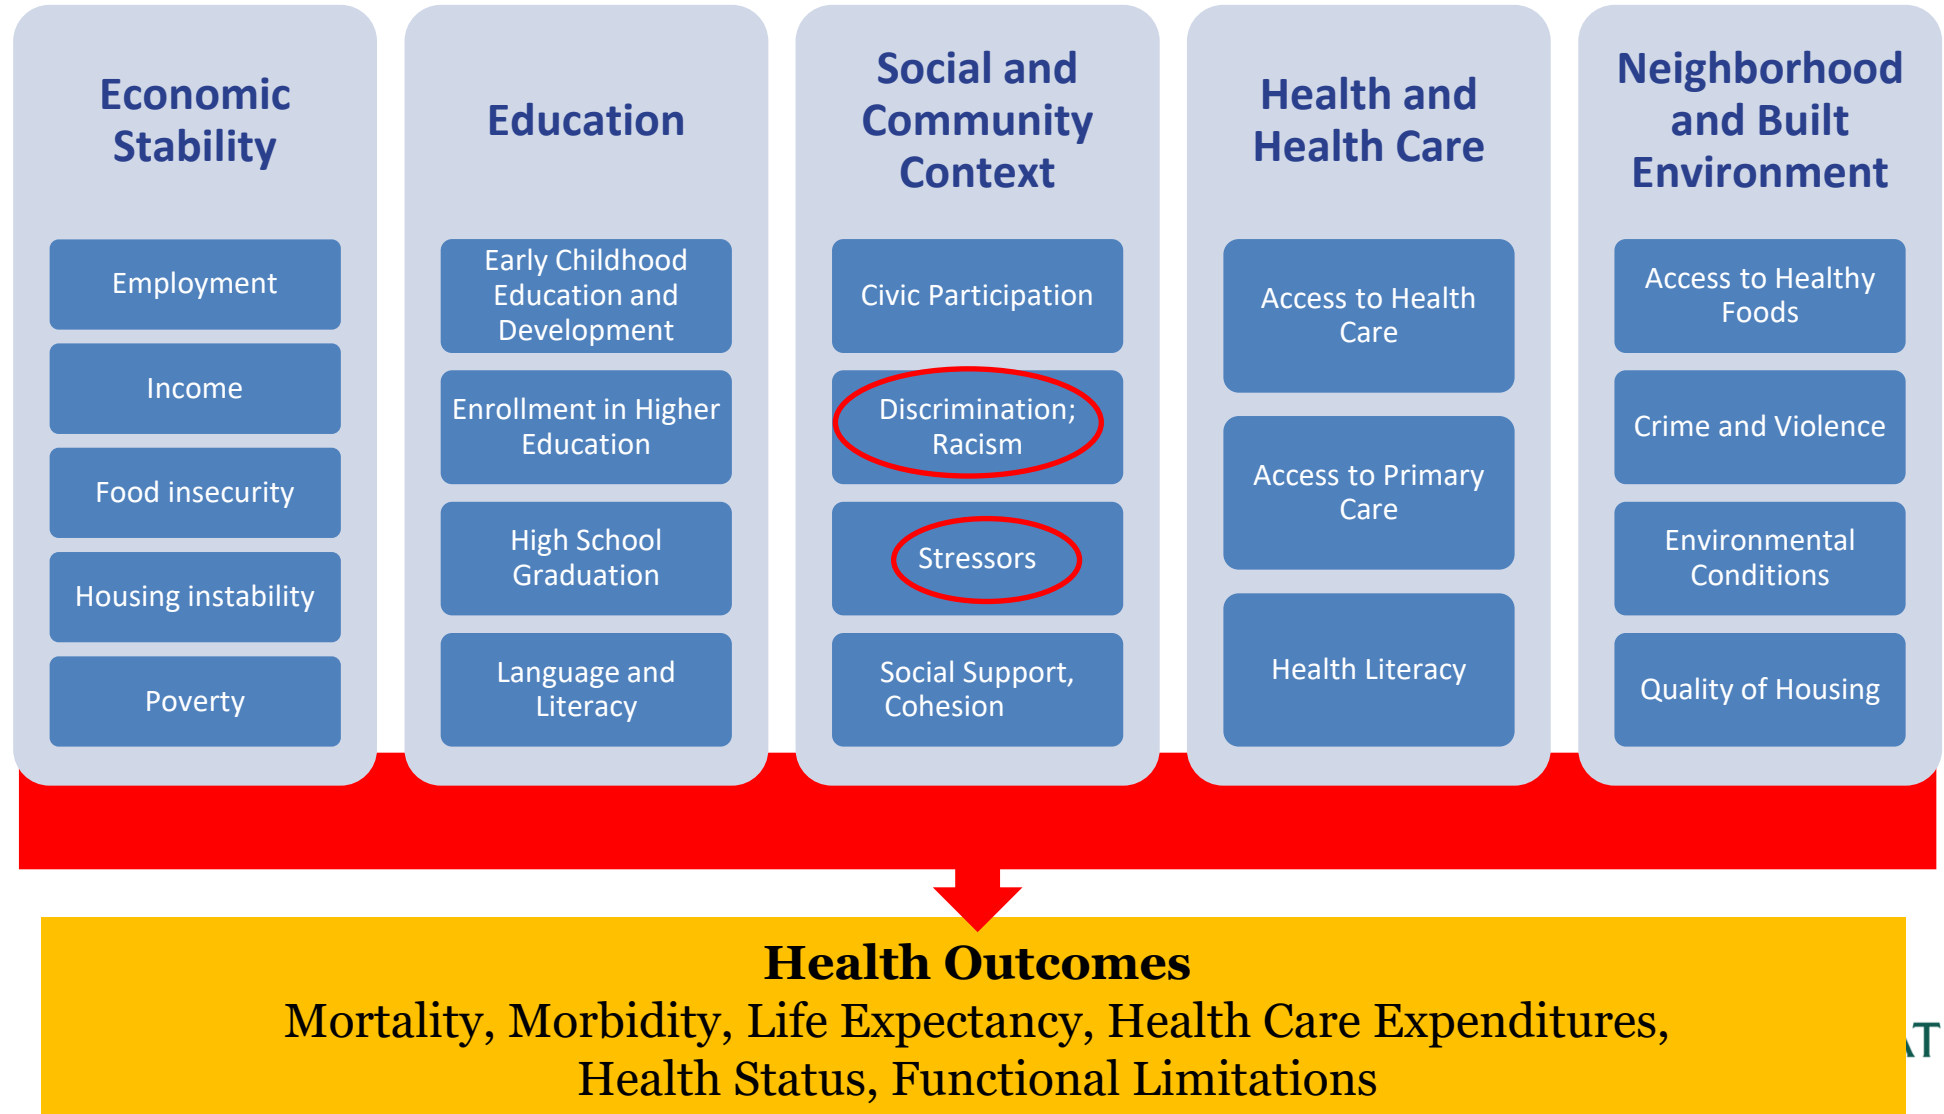 Economic
Stability
Employment
Income
Food insecurity
Housing instability
Poverty
Education
Early Childhood
Education and
Development
Enrollment in Higher
Education
High School
Graduation
Language and
Literacy
Social and
Community
Context
Civic Participation
Discrimination;
Racism
Stressors
Social Support,
Cohesion
Health and
Health Care
Access to Health
Care
Access to Primary
Care
Health Literacy
Neighborhood
and Built
Environment
Access to Healthy
Foods
Crime and Violence
Environmental
Conditions
Quality of Housing
Health Outcomes
Mortality, Morbidity, Life Expectancy, Health Care Expenditures,
Health Status, Functional Limitations